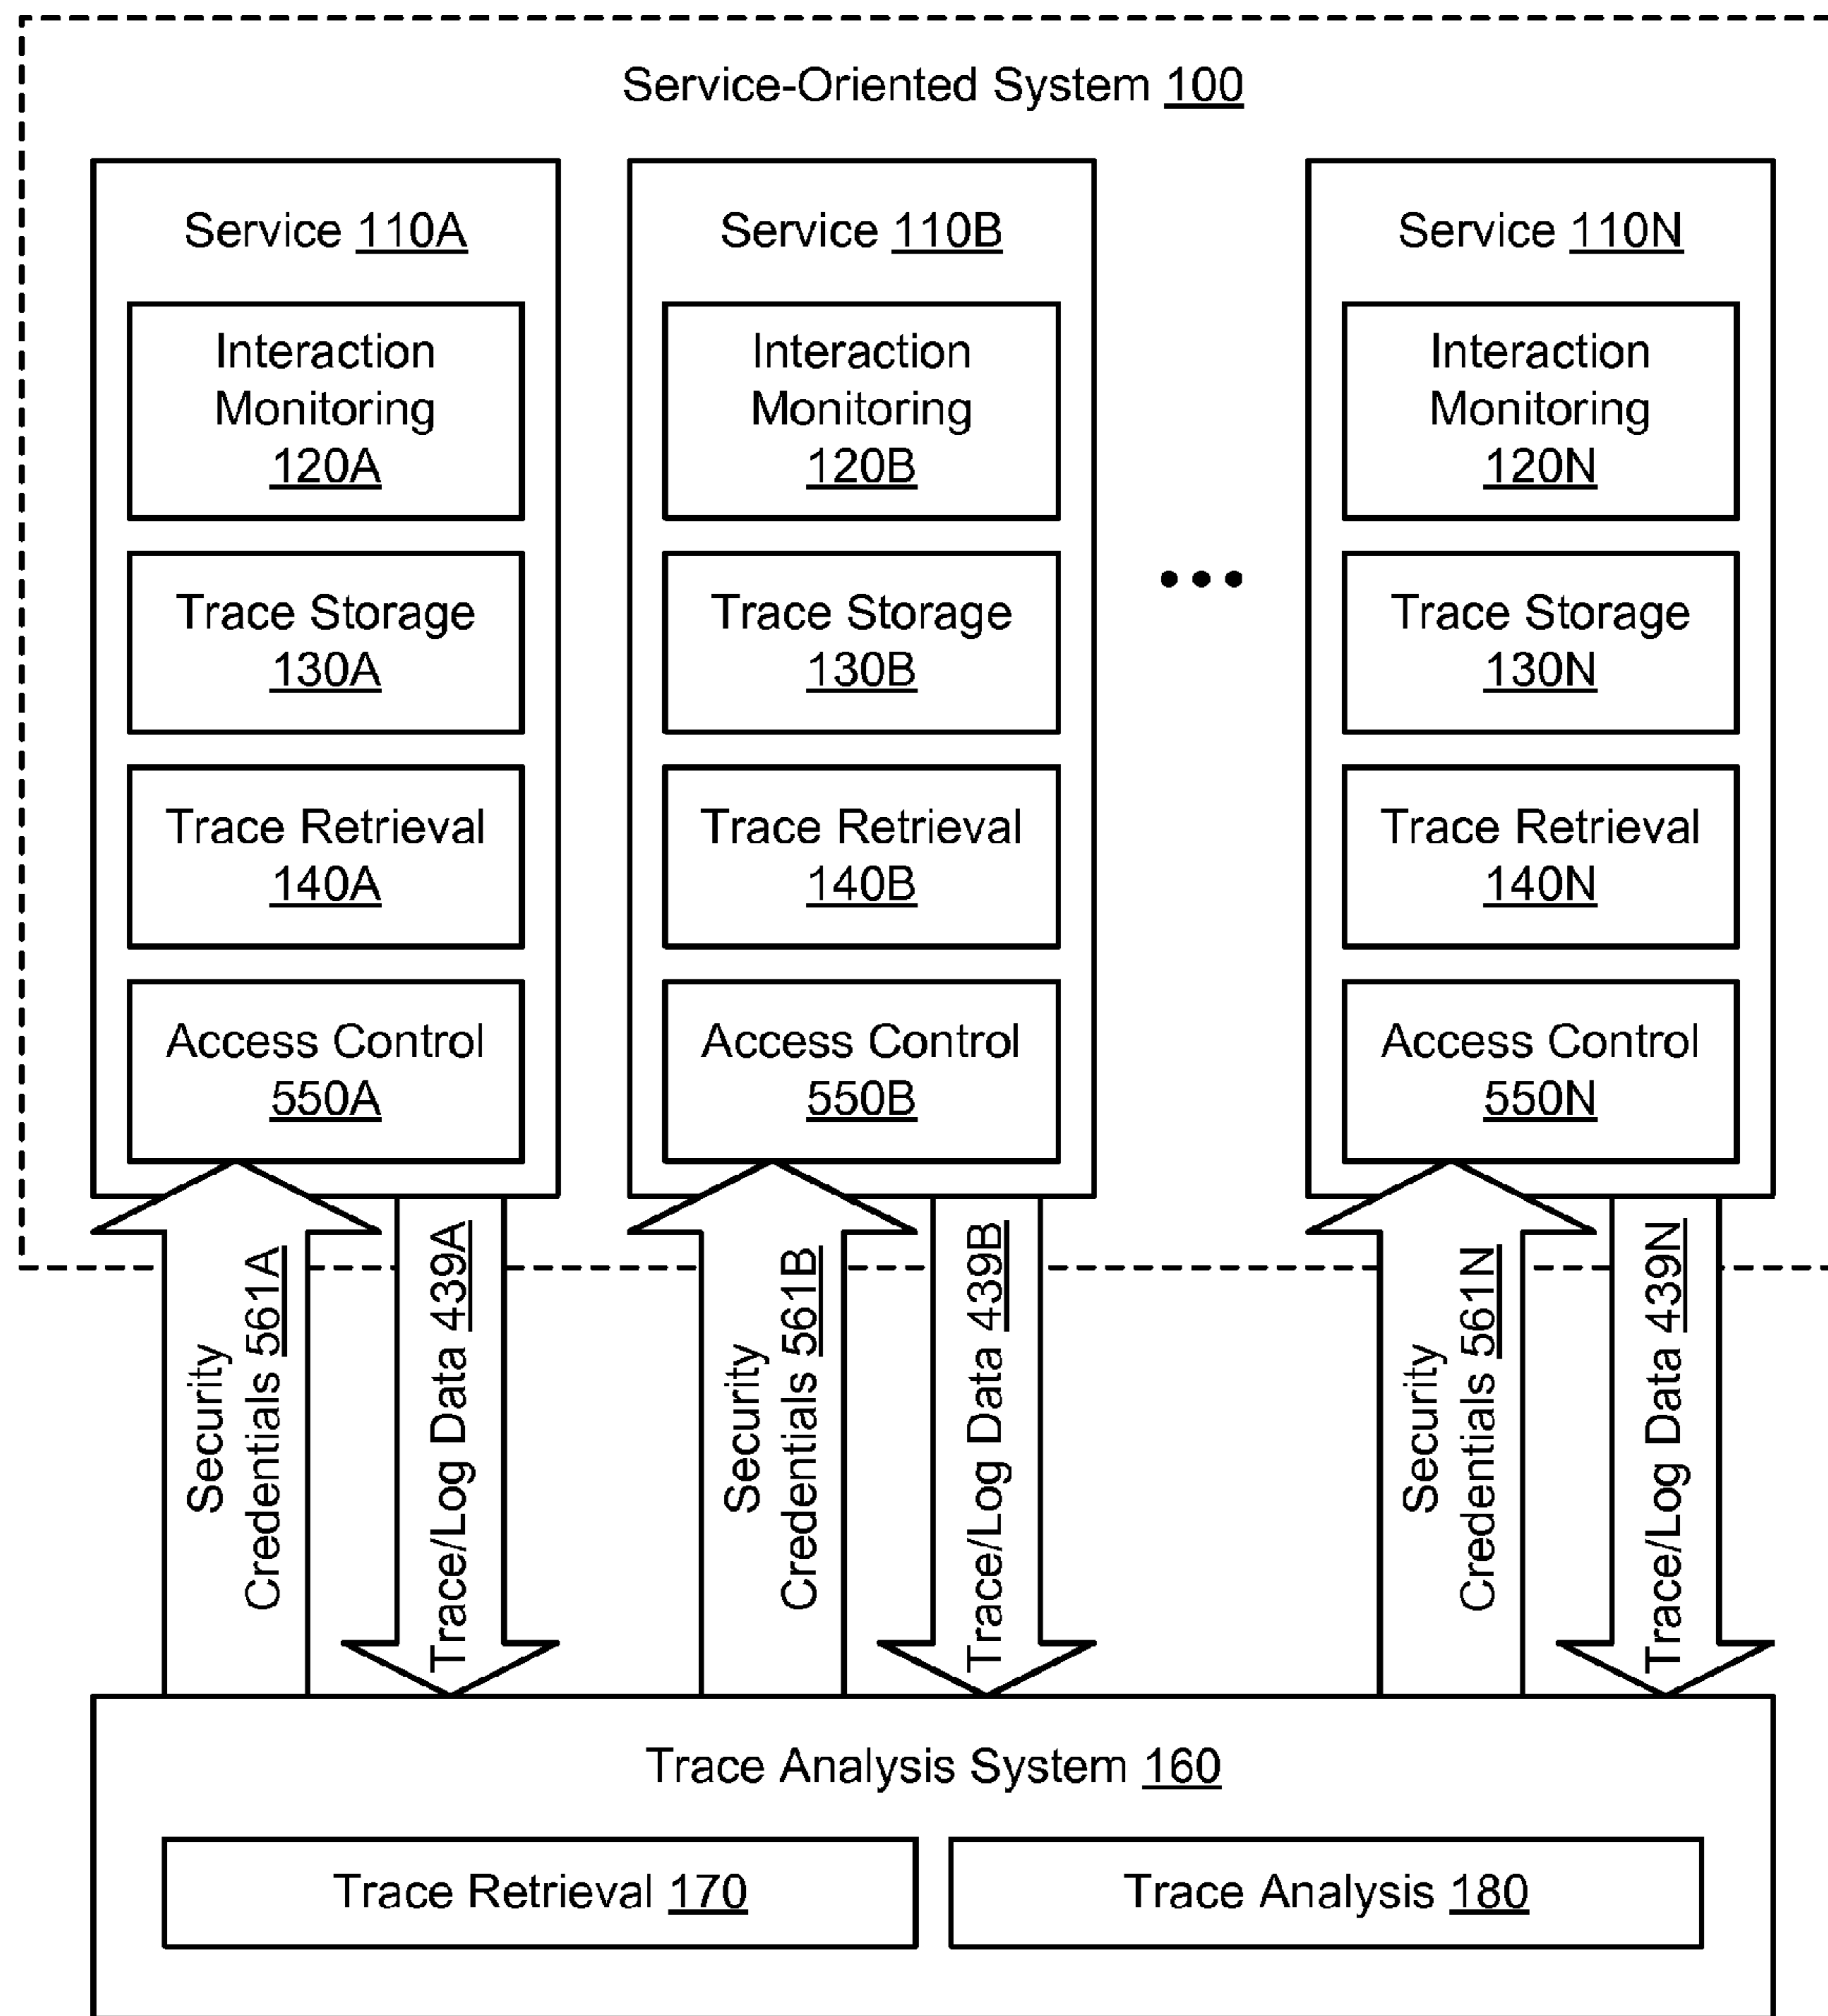 Service-Oriented System 100
Service 110A
Interaction
Monitoring
120A
Trace Storage
130A
Trace Retrieval
140A
Access Control
550A
Service 110B
Interaction
Monitoring
120B
Trace Storage
130B
Trace Retrieval
140B
Access Control
550B
Service 110N
Interaction
Monitoring
120N
Trace Storage
130N
Trace Retrieval
140N
Access Control
550N
Security
Credentials 561A
Trace/Log Data 439A
Security
Credentials 561B
Trace/Log Data 439B
Security
Credentials 561N
Trace/Log Data 439N
Trace Analysis System 160
Trace Retrieval 170
Trace Analysis 180